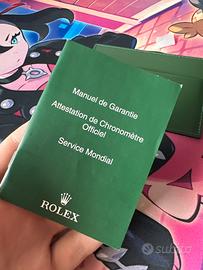 Manuel de Garantie
Attestation de Chronomètre
Officiel
Service Mondial
ROLEX
subito